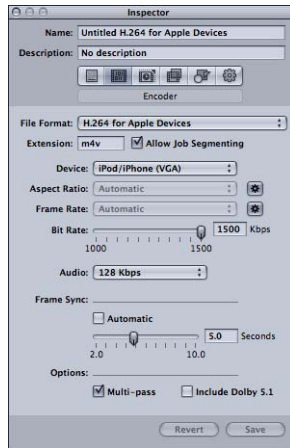 Inspector
Name: Untitled H.264 for Apple Devices
Description: No description
Encoder
File Format: H.264 for Apple Devices
Extension: m4v Allow Job Segmenting
Device: iPod/iPhone (VGA)
Aspect Ratio: Automatic
Frame Rate: Automatic
Bit Rate: 1500 Kbps
1000 1500
Audio: 128 Kbps
Frame Sync:
Automatic
5.0 Seconds
2.0 10.0
Options:
Multi-pass Include Dolby 5.1
Revert Save